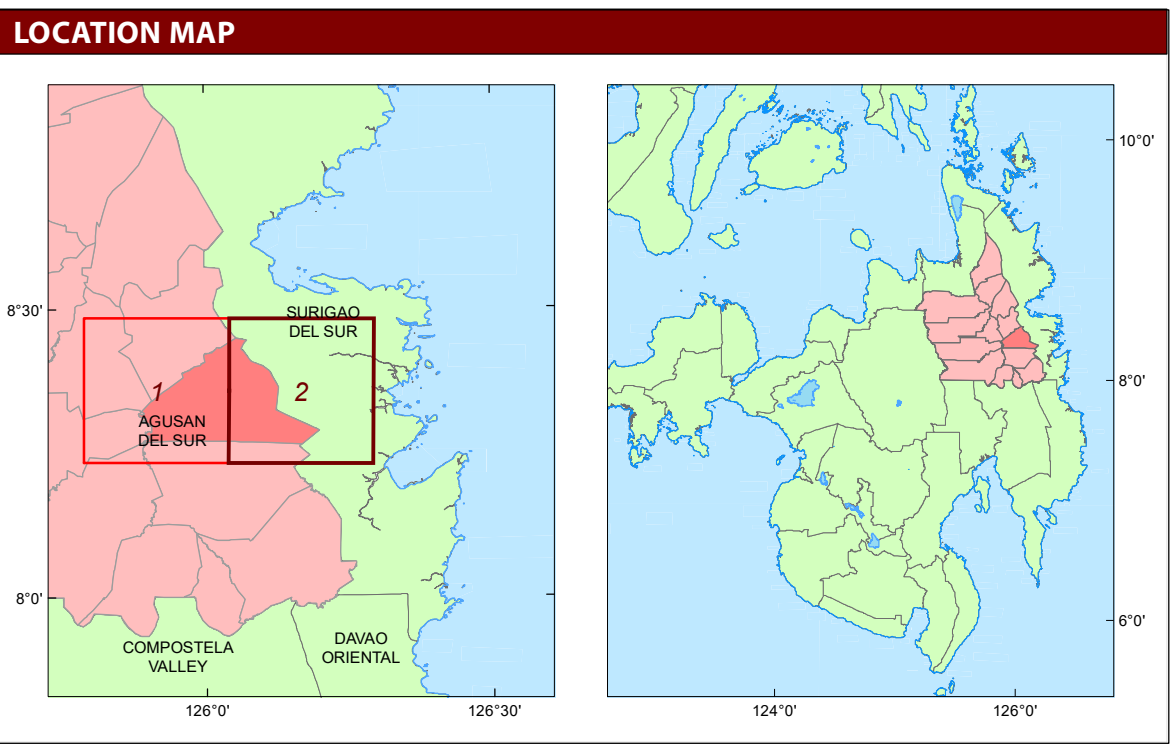 LOCATION MAP
8°30'
8°0'
126°0'
126°30'
SURIGAO
DEL SUR
1
2
AGUSAN
DEL SUR
COMPOSTELA
VALLEY
DAVAO
ORIENTAL
10°0'
8°0'
6°0'
124°0'
126°0'